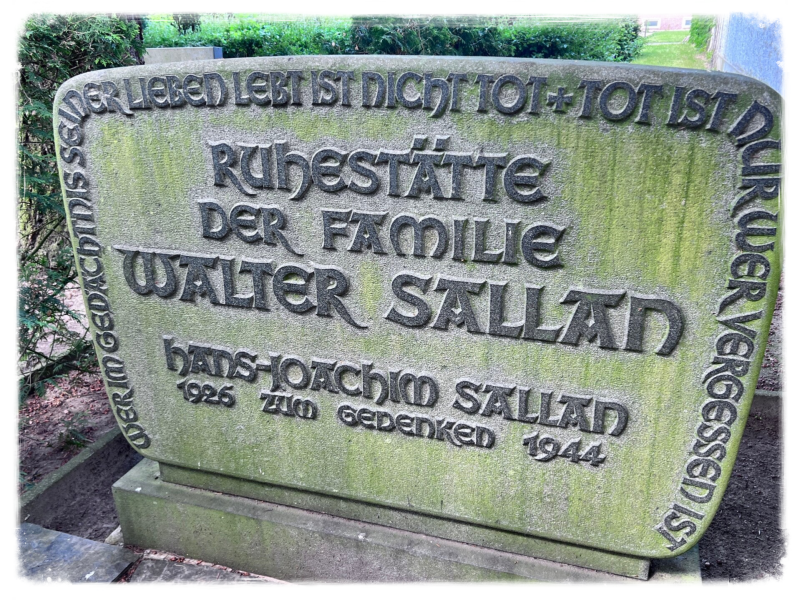 WER IM GEDÄCHTNIS SEINER LIEBEN LEBT IST NICHT TOT + TOT IST NUR WER VERGESSEN IST
RUHESTÄTTE
DER FAMILIE
WALTER SALLAN
HANS-JOACHIM SALLAN
1926 ZUM GEDENKEN 1944